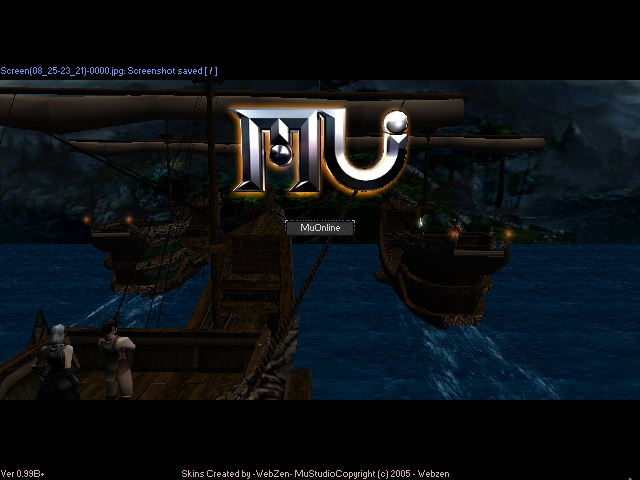 Screen(08_25-23_21)-0000.jpg: Screenshot saved [ / ]
MU
MuOnline
Ver 0.99B+
Skins Created by -WebZen- MuStudioCopyright (c) 2005 - Webzen